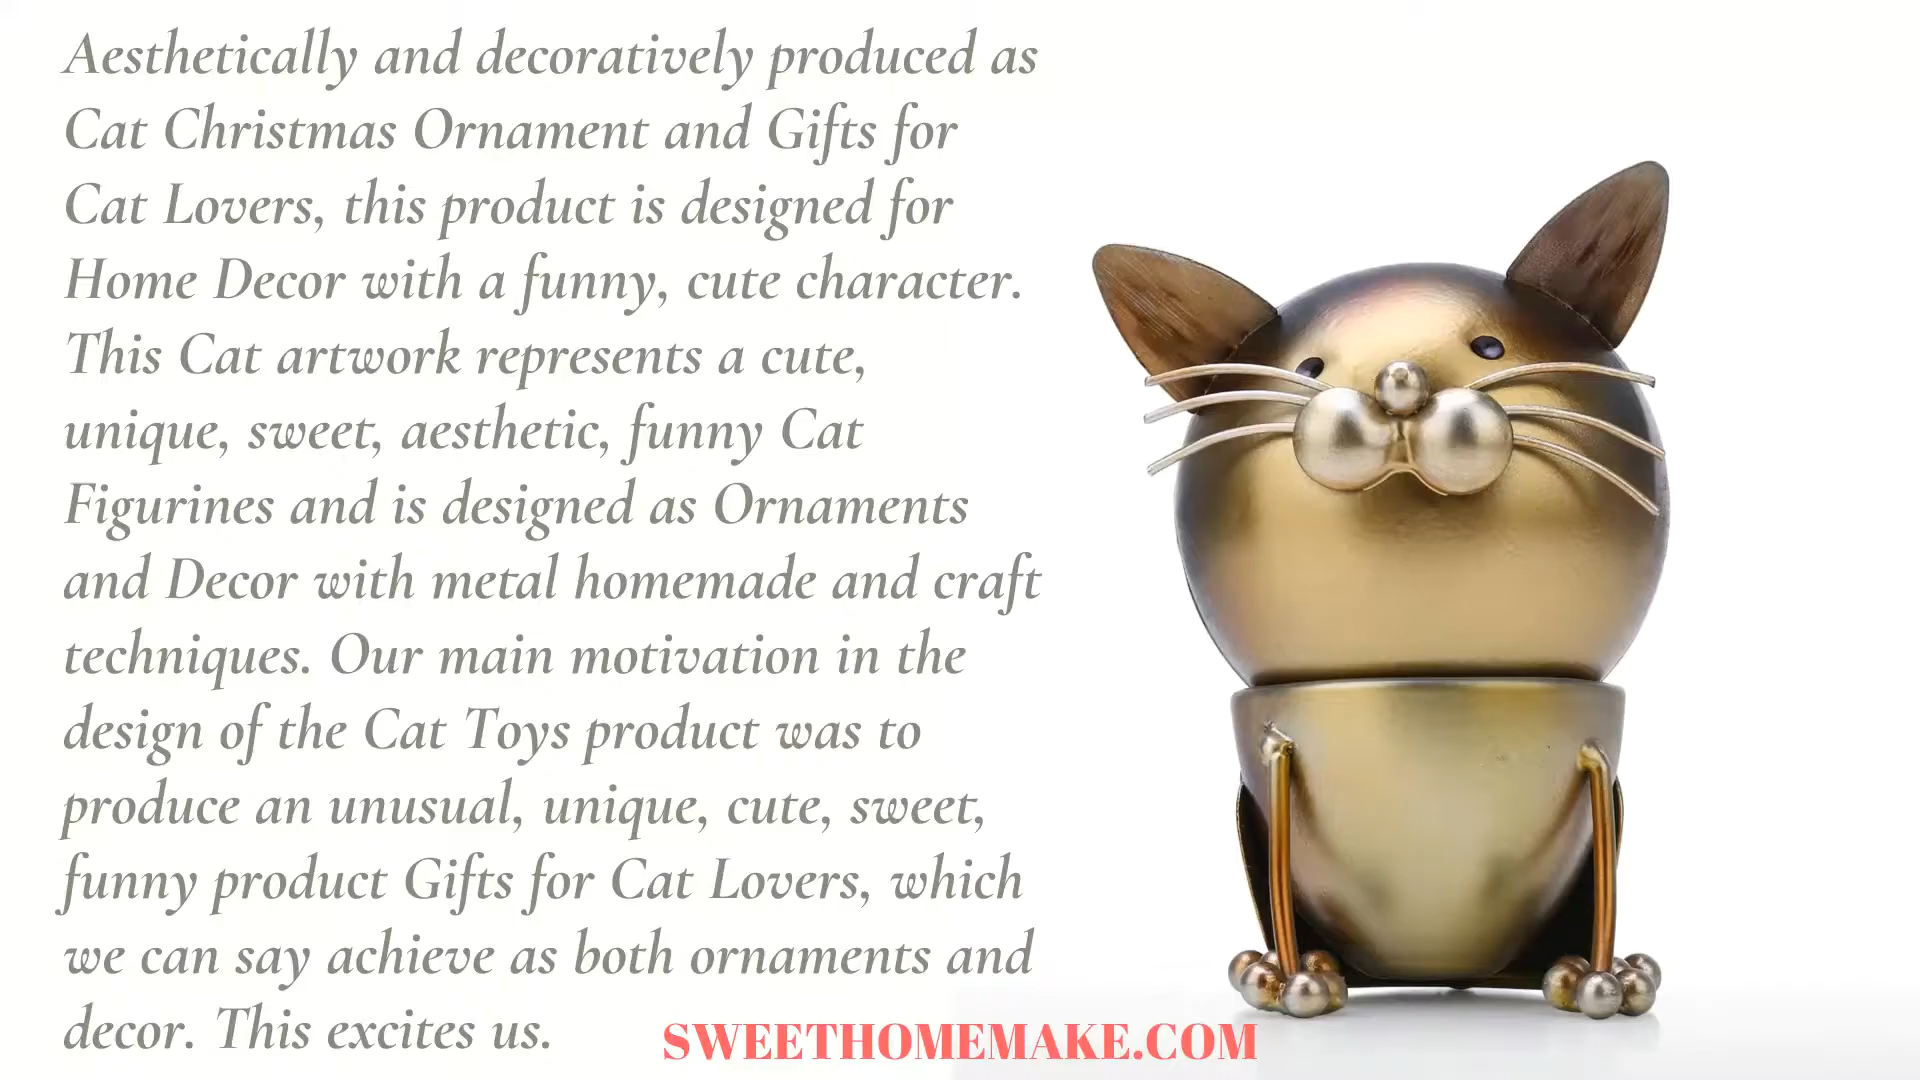 Aesthetically and decoratively produced as
Cat Christmas Ornament and Gifts for
Cat Lovers, this product is designed for
Home Decor with a funny, cute character.
This Cat artwork represents a cute,
unique, sweet, aesthetic, funny Cat
Figurines and is designed as Ornaments
and Decor with metal homemade and craft
techniques. Our main motivation in the
design of the Cat Toys product was to
produce an unusual, unique, cute, sweet,
funny product Gifts for Cat Lovers, which
we can say achieve as both ornaments and
decor. This excites us.
SWEETHOMEMAKE.COM